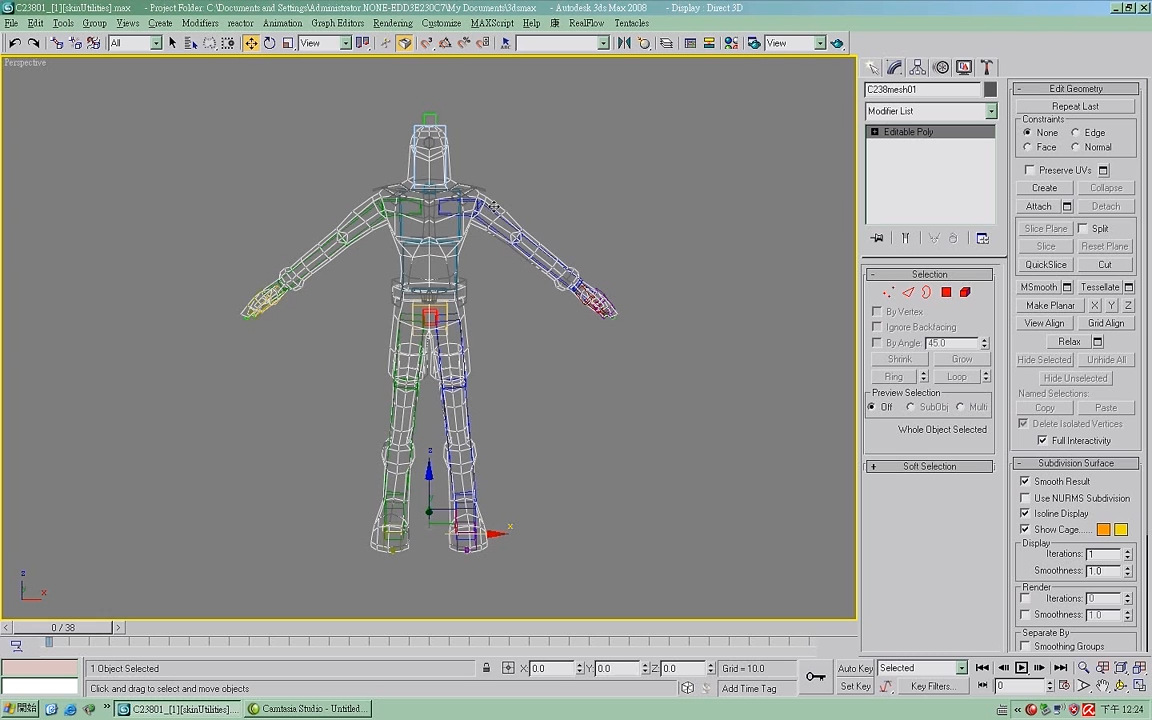 C23801_[1][skinUtilities].max - Project Folder: C:\Documents and Settings\Administrator NONE-EDD3E230C7\My Documents\3dsmax - Autodesk 3ds Max 2008 - Display : Direct 3D
File Edit Tools Group Views Create Modifiers reactor Animation Graph Editors Rendering Customize MAXScript Help 康 RealFlow Tentacles
All View View
Perspective
C238mesh01
Modifier List
Editable Poly
Selection
By Vertex
Ignore Backfacing
By Angle: 45.0
Shrink Grow
Ring Loop
Preview Selection
Off SubObj Multi
Whole Object Selected
Soft Selection
Edit Geometry
Repeat Last
Constraints
None Edge
Face Normal
Preserve UVs
Create Collapse
Attach Detach
Slice Plane Split
Slice Reset Plane
QuickSlice Cut
MSmooth Tessellate
Make Planar X Y Z
View Align Grid Align
Relax
Hide Selected Unhide All
Hide Unselected
Named Selections:
Copy Paste
Delete Isolated Vertices
Full Interactivity
Subdivision Surface
Smooth Result
Use NURMS Subdivision
Isoline Display
Show Cage......
Display
Iterations: 1
Smoothness: 1.0
Render
Iterations: 0
Smoothness: 1.0
Separate By
Smoothing Groups
z
x
z
y x
0 / 38
1 Object Selected X: 0.0 Y: 0.0 Z: 0.0 Grid = 10.0 Auto Key Selected
Click and drag to select and move objects Add Time Tag Set Key Key Filters... 0
開始 C23801_[1][skinUtilities].... Camtasia Studio - Untitled... 下午 12:24